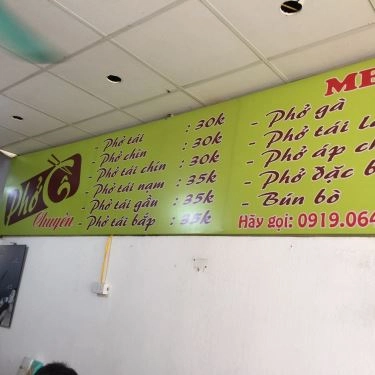 Phở
Chuyên
- Phở tái : 30k
- Phở chín : 30k
- Phở tái chín : 30k
- Phở tái nạm : 35k
- Phở tái gầu : 35k
- Phở tái bắp : 35k
- Phở gà
- Phở tái
- Phở áp
- Phở đặc
- Bún bò
Hãy gọi: 0919.064